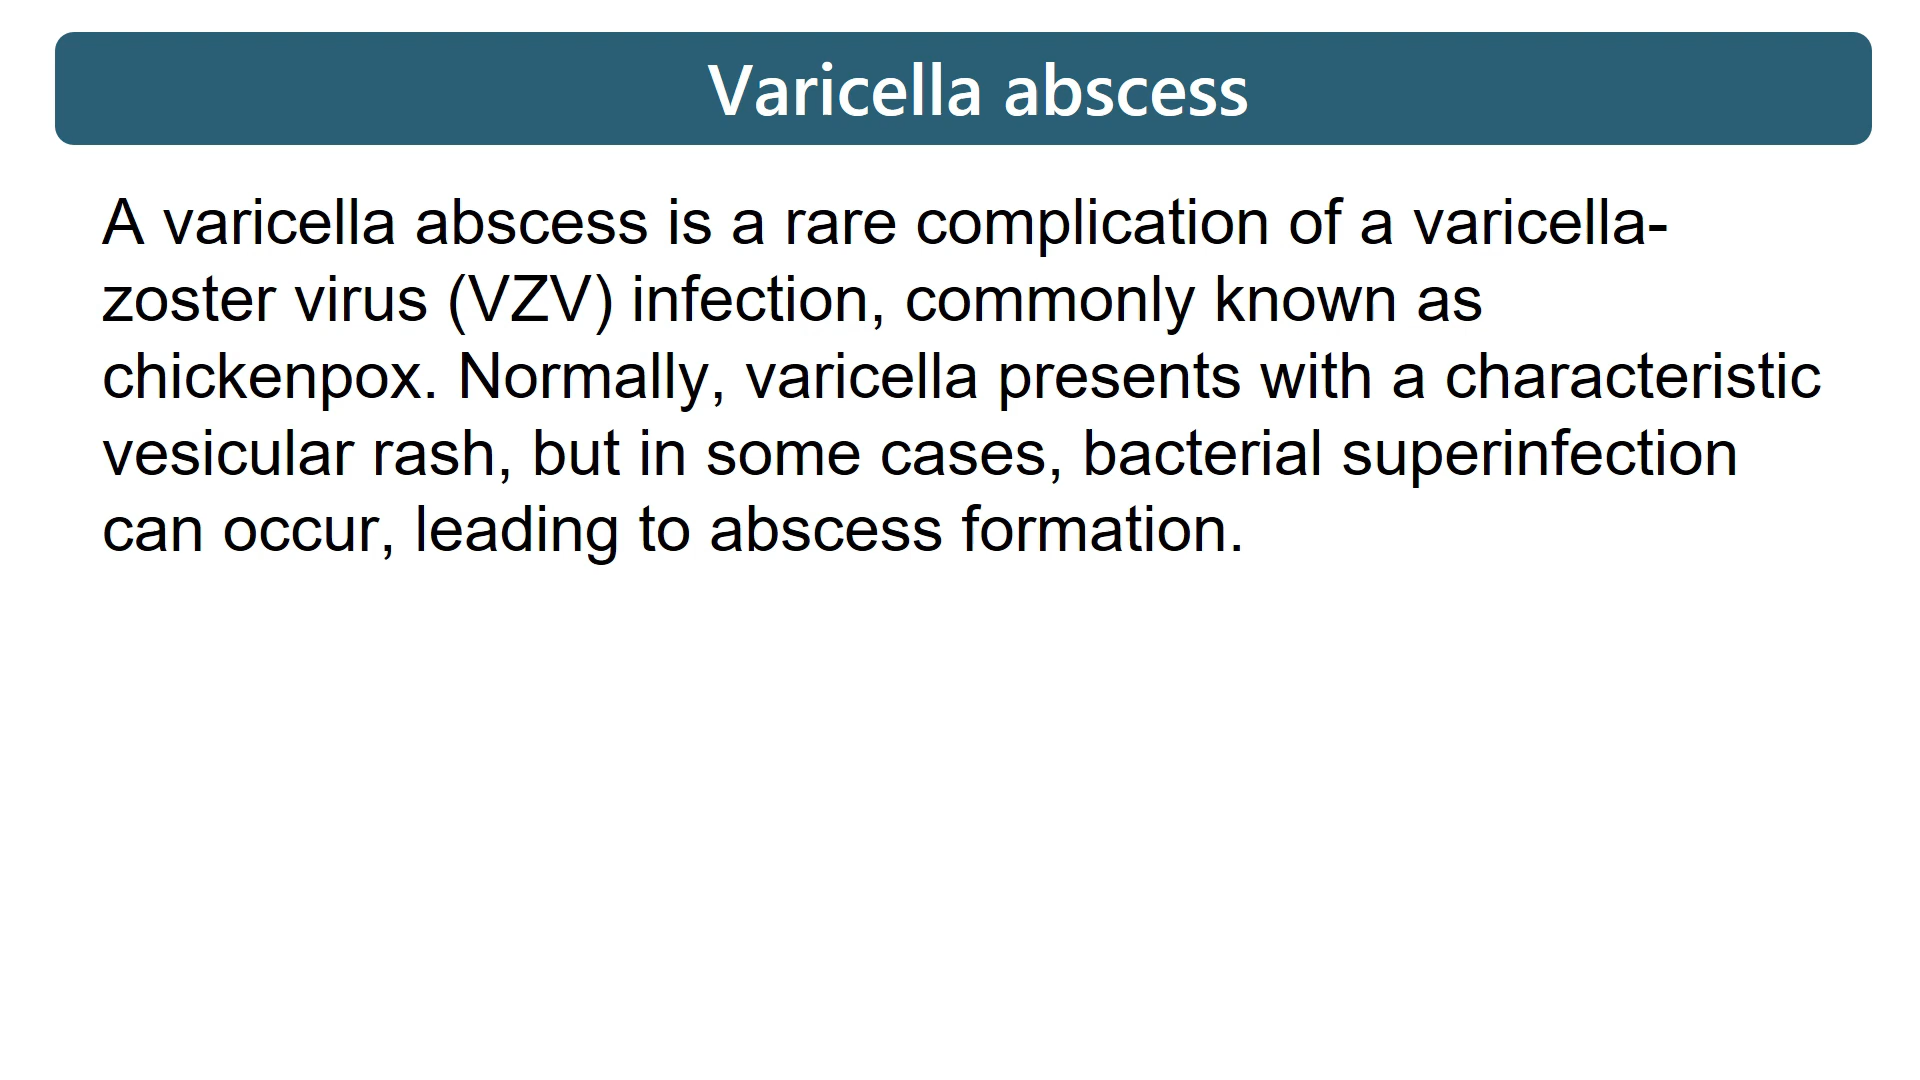 Varicella abscess
A varicella abscess is a rare complication of a varicella-
zoster virus (VZV) infection, commonly known as
chickenpox. Normally, varicella presents with a characteristic
vesicular rash, but in some cases, bacterial superinfection
can occur, leading to abscess formation.